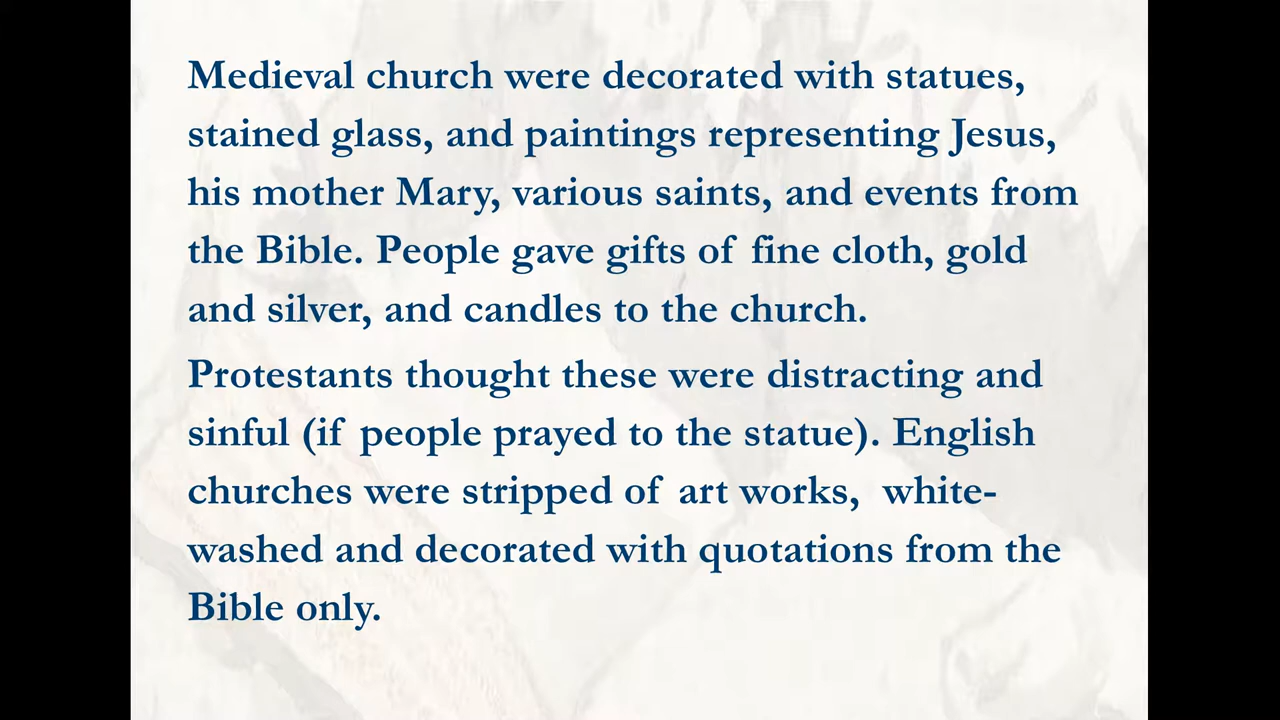 Medieval church were decorated with statues,
stained glass, and paintings representing Jesus,
his mother Mary, various saints, and events from
the Bible. People gave gifts of fine cloth, gold
and silver, and candles to the church.
Protestants thought these were distracting and
sinful (if people prayed to the statue). English
churches were stripped of art works, white-
washed and decorated with quotations from the
Bible only.